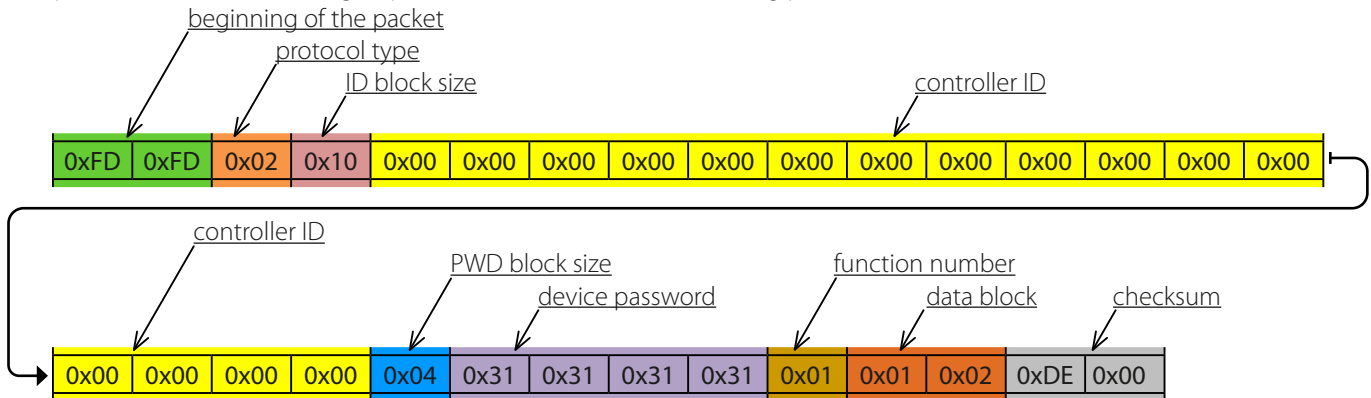 beginning of the packet
protocol type
ID block size
controller ID
0xFD 0xFD 0x02 0x10 0x00 0x00 0x00 0x00 0x00 0x00 0x00 0x00 0x00 0x00 0x00 0x00
controller ID
PWD block size
function number
device password
data block
checksum
0x00 0x00 0x00 0x00 0x04 0x31 0x31 0x31 0x31 0x01 0x01 0x02 0xDE 0x00